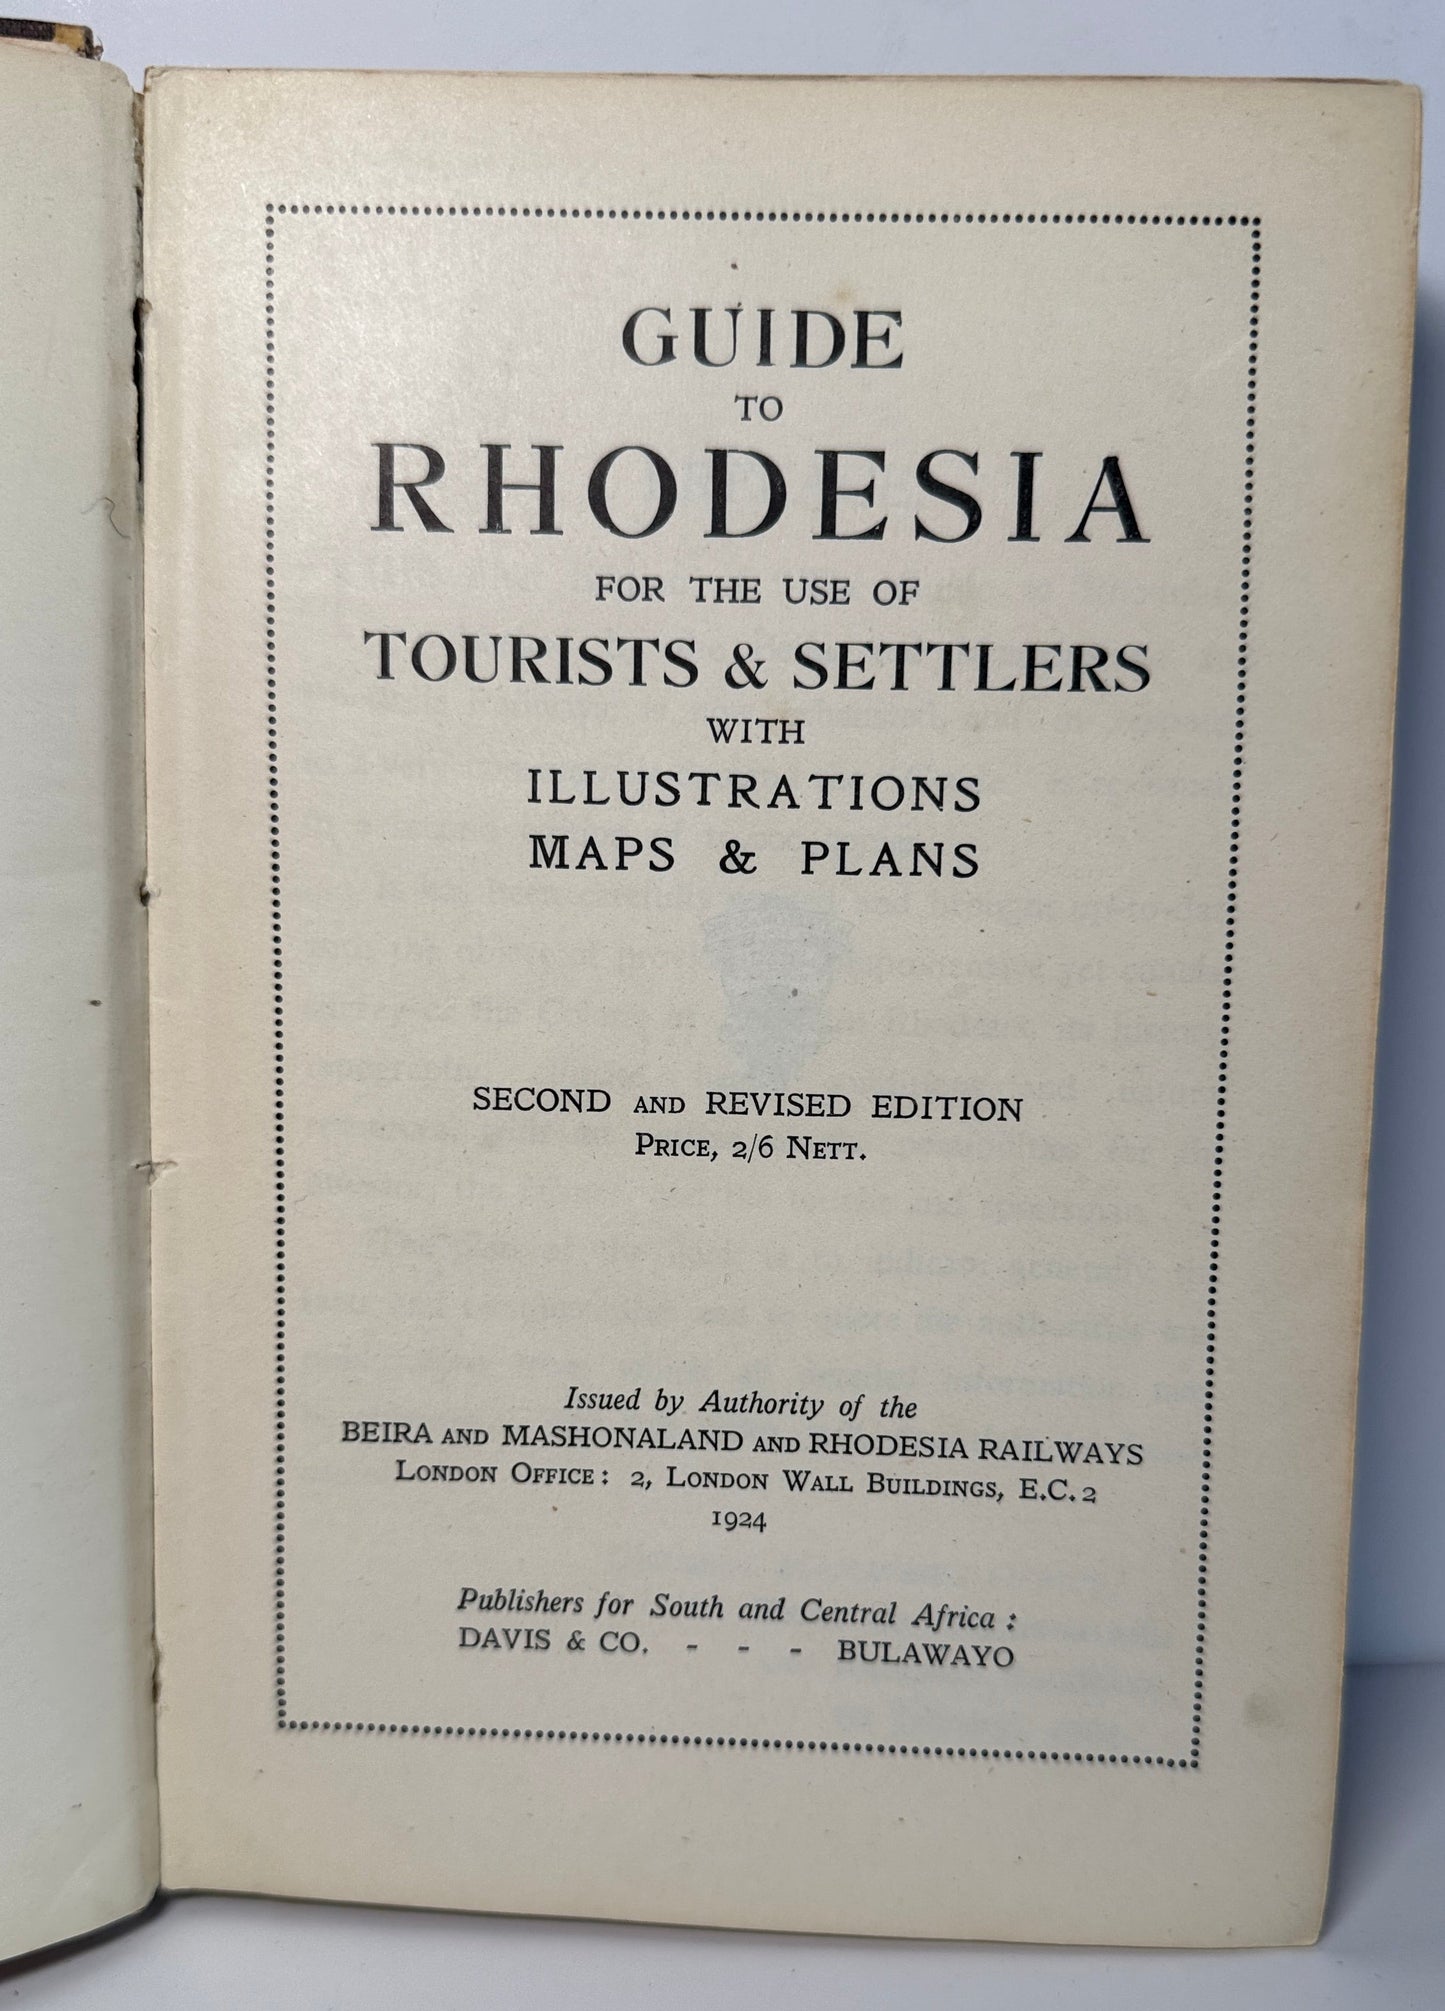 GUIDE
TO
RHODESIA
FOR THE USE OF
TOURISTS & SETTLERS
WITH
ILLUSTRATIONS
MAPS & PLANS
SECOND AND REVISED EDITION
PRICE, 2/6 NETT.
Issued by Authority of the
BEIRA AND MASHONALAND AND RHODESIA RAILWAYS
LONDON OFFICE: 2, LONDON WALL BUILDINGS, E.C.2
1924
Publishers for South and Central Africa:
DAVIS & CO. - - - BULAWAYO